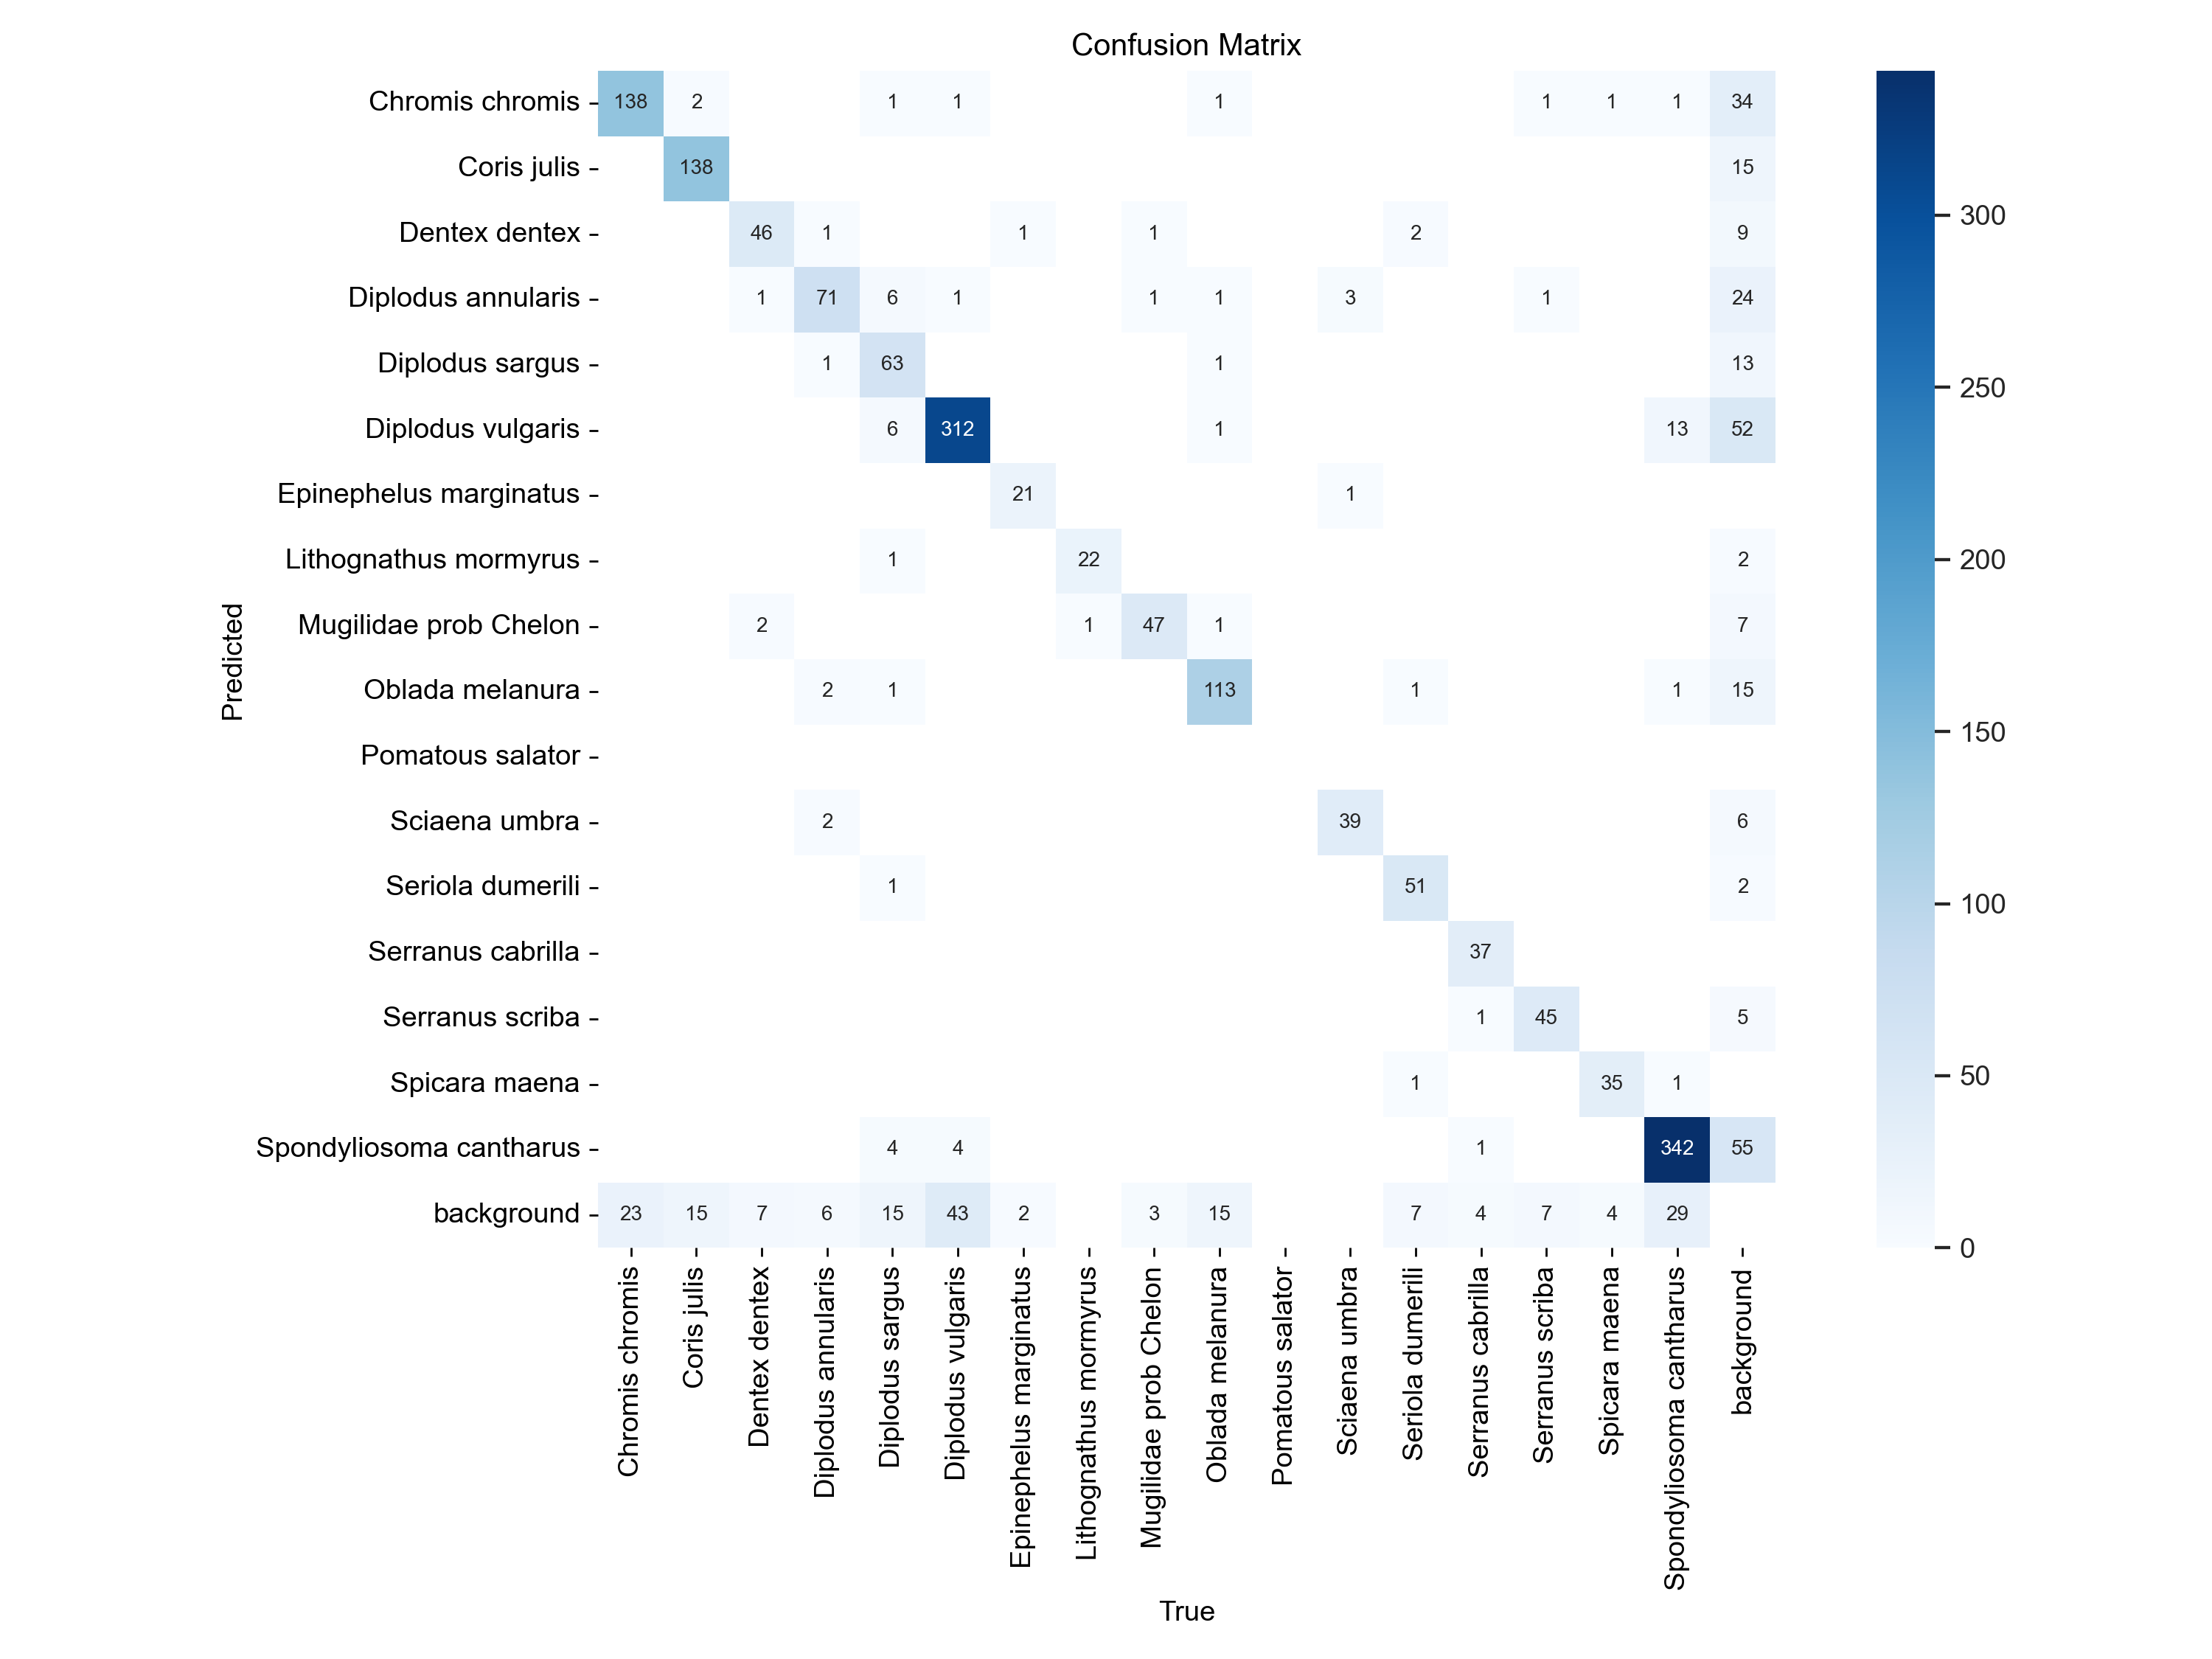 Confusion Matrix
Chromis chromis 138 2 1 1 1 1 1 1 34
Coris julis 138 15
Dentex dentex 46 1 1 1 2 9
Diplodus annularis 1 71 6 1 1 1 3 1 24
Diplodus sargus 1 63 1 13
Diplodus vulgaris 6 312 1 13 52
Epinephelus marginatus 21 1
Lithognathus mormyrus 1 22 2
Mugilidae prob Chelon 2 1 47 1 7
Oblada melanura 2 1 113 1 1 15
Pomatous salator
Sciaena umbra 2 39 6
Seriola dumerili 1 51 2
Serranus cabrilla 37
Serranus scriba 1 45 5
Spicara maena 1 35 1
Spondyliosoma cantharus 4 4 1 342 55
background 23 15 7 6 15 43 2 3 15 7 4 7 4 29
Predicted
Chromis chromis
Coris julis
Dentex dentex
Diplodus annularis
Diplodus sargus
Diplodus vulgaris
Epinephelus marginatus
Lithognathus mormyrus
Mugilidae prob Chelon
Oblada melanura
Pomatous salator
Sciaena umbra
Seriola dumerili
Serranus cabrilla
Serranus scriba
Spicara maena
Spondyliosoma cantharus
background
True
300
250
200
150
100
50
0